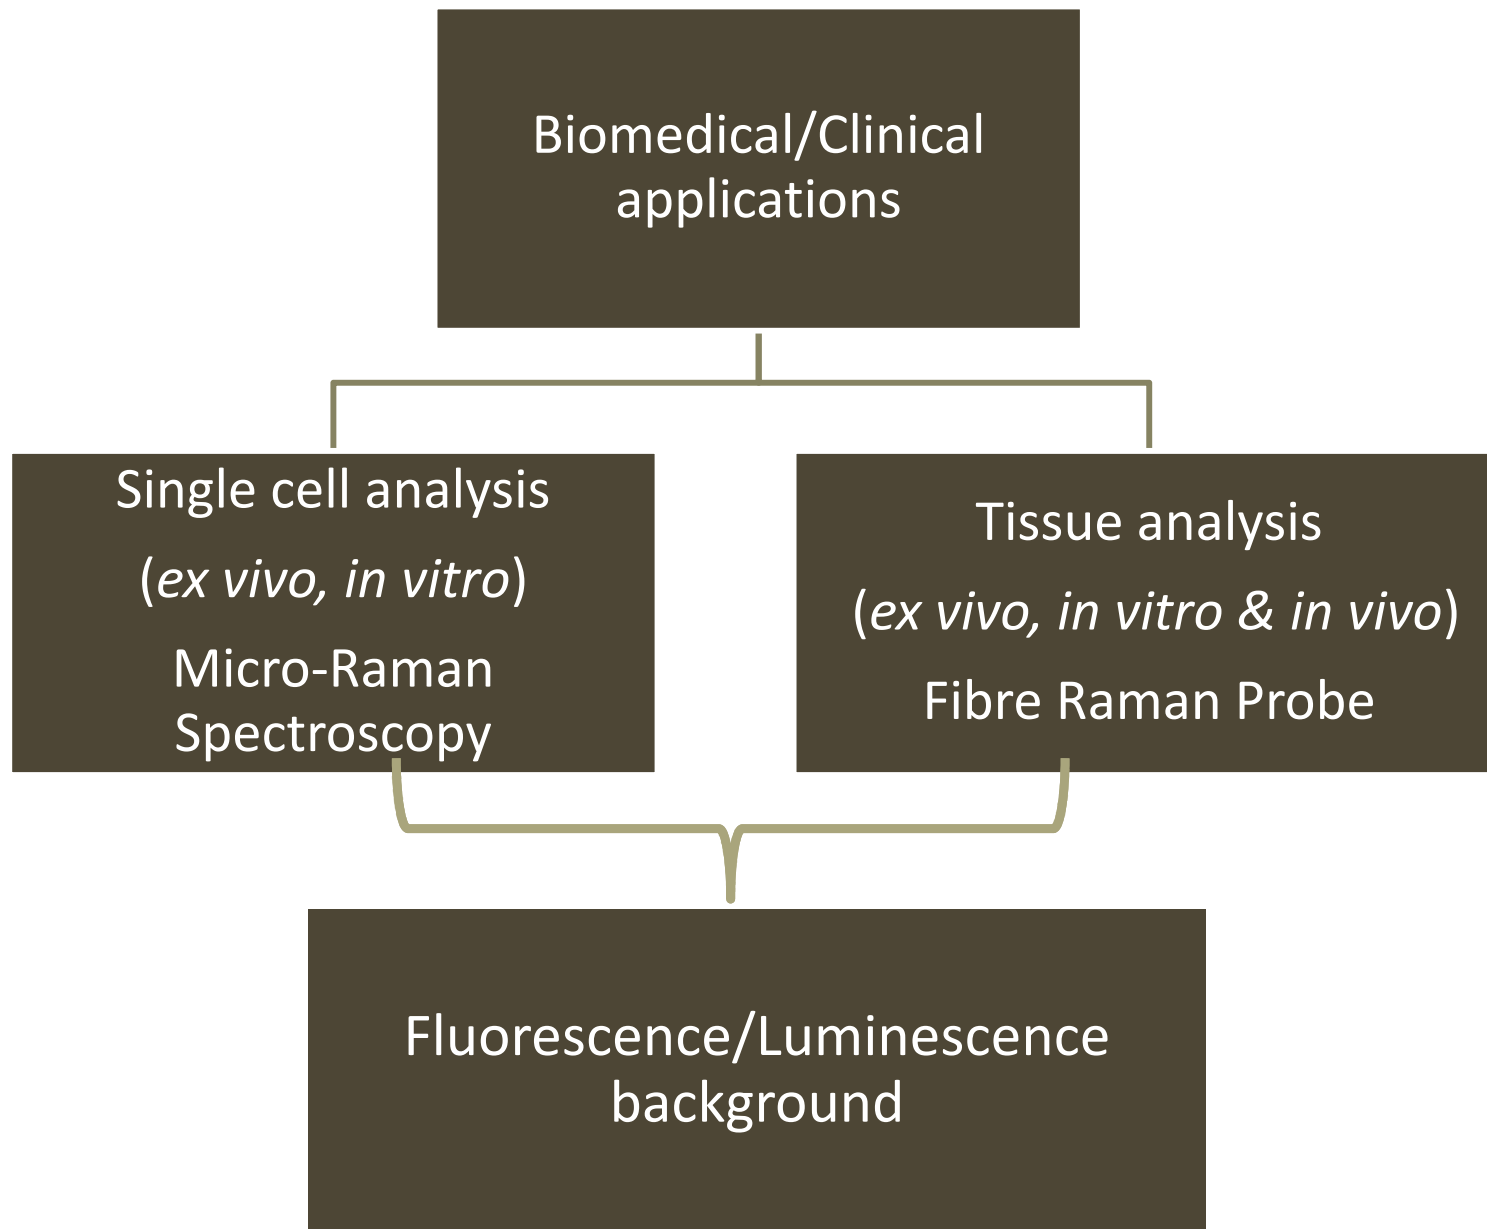 Biomedical/Clinical
applications
Single cell analysis
(ex vivo, in vitro)
Micro-Raman
Spectroscopy
Tissue analysis
(ex vivo, in vitro & in vivo)
Fibre Raman Probe
Fluorescence/Luminescence
background